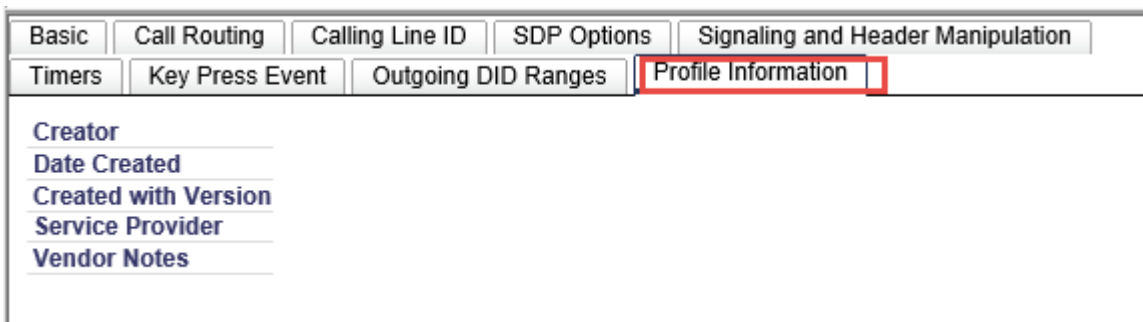 Basic Call Routing Calling Line ID SDP Options Signaling and Header Manipulation
Timers Key Press Event Outgoing DID Ranges Profile Information
Creator
Date Created
Created with Version
Service Provider
Vendor Notes